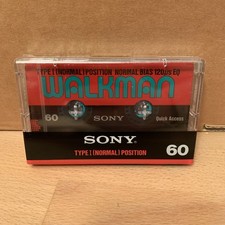 TYPE I (NORMAL) POSITION NORMAL BIAS 120µs EQ
WALKMAN
60 SONY Quick Access
SONY
TYPE I (NORMAL) POSITION 60